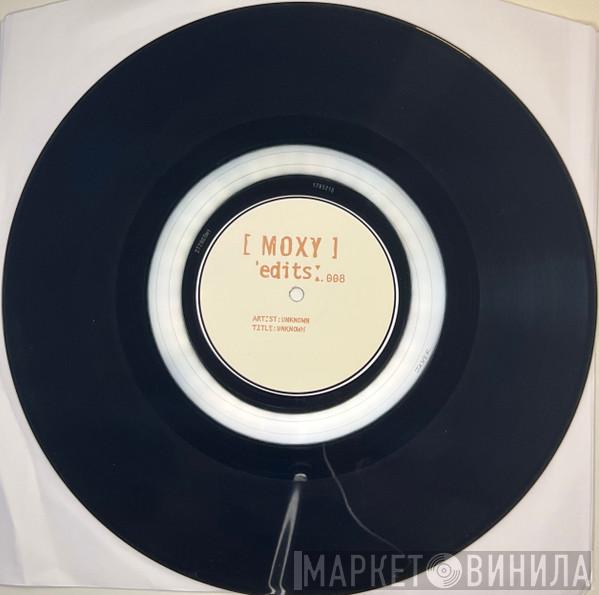 [ MOXY ]
'edits:. 008
ARTIST:UNKNOWN
TITLE:UNKNOWN
МАРКЕТ ВИНИЛА